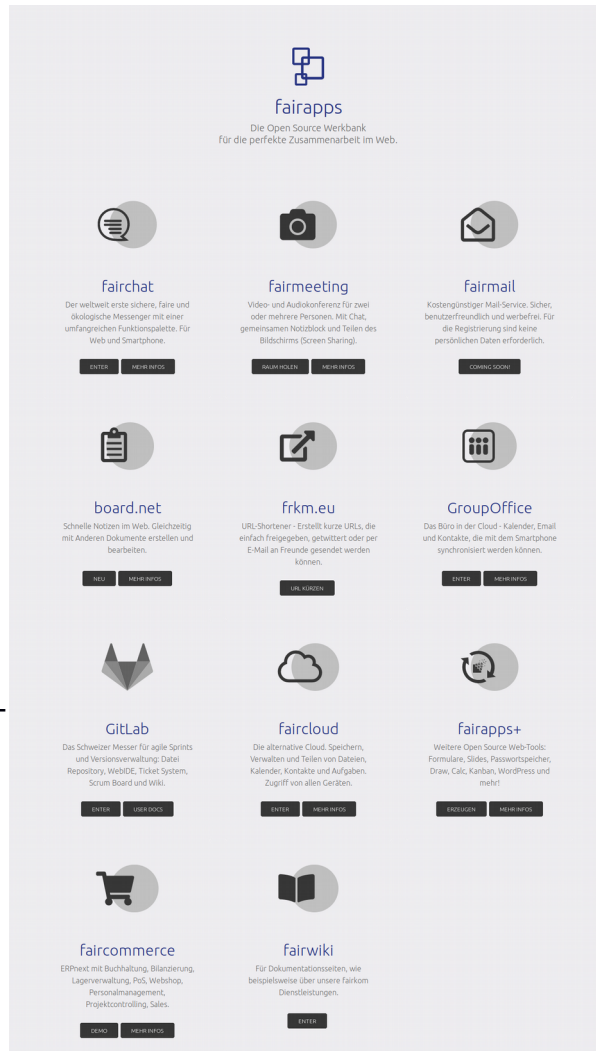 fairapps
Die Open Source Werkbank
für die perfekte Zusammenarbeit im Web.
fairchat
Der weltweit erste sichere, faire und
ökologische Messenger mit einer
umfangreichen Funktionspalette. Für
Web und Smartphone.
ENTER
MEHR INFOS
fairmeeting
Video- und Audiokonferenz für zwei
oder mehrere Personen. Mit Chat,
gemeinsamen Notizblock und Teilen des
Bildschirms (Screen Sharing).
RAUM HOLEN
MEHR INFOS
fairmail
Kostengünstiger Mail-Service. Sicher,
benutzerfreundlich und werbefrei. Für
die Registrierung sind keine
persönlichen Daten erforderlich.
COMING SOON!
board.net
Schnelle Notizen im Web. Gleichzeitig
mit Anderen Dokumente erstellen und
bearbeiten.
NEU
MEHR INFOS
frkm.eu
URL-Shortener - Erstellt kurze URLs, die
einfach freigegeben, getwittert oder per
E-Mail an Freunde gesendet werden
können.
URL KÜRZEN
GroupOffice
Das Büro in der Cloud - Kalender, Email
und Kontakte, die mit dem Smartphone
synchronisiert werden können.
ENTER
MEHR INFOS
GitLab
Das Schweizer Messer für agile Sprints
und Versionsverwaltung: Datei
Repository, WebIDE, Ticket System,
Scrum Board und Wiki.
ENTER
USER DOCS
faircloud
Die alternative Cloud. Speichern,
Verwalten und Teilen von Dateien,
Kalender, Kontakte und Aufgaben.
Zugriff von allen Geräten.
ENTER
MEHR INFOS
fairapps+
Weitere Open Source Web-Tools:
Formulare, Slides, Passwortspeicher,
Draw, Calc, Kanban, WordPress und
mehr!
ERZEUGEN
MEHR INFOS
faircommerce
ERPnext mit Buchhaltung, Bilanzierung,
Lagerverwaltung, PoS, Webshop,
Personalmanagement,
Projektcontrolling, Sales.
DEMO
MEHR INFOS
fairwiki
Für Dokumentationsseiten, wie
beispielsweise über unsere fairkom
Dienstleistungen.
ENTER